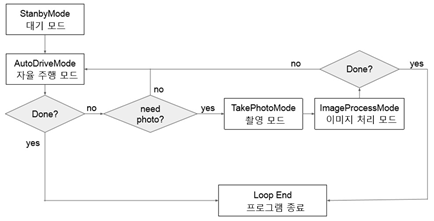 StanbyMode
대기 모드
AutoDriveMode
자율 주행 모드
no
Done?
yes
no
Done?
no
need
photo?
yes
TakePhotoMode
촬영 모드
ImageProcessMode
이미지 처리 모드
yes
Loop End
프로그램 종료